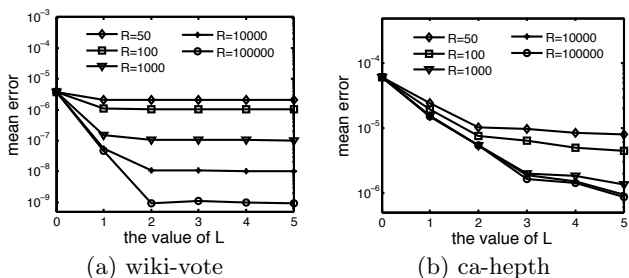 10⁻³
10⁻⁴
10⁻⁵
10⁻⁶
10⁻⁷
10⁻⁸
10⁻⁹
mean error
R=50
R=100
R=1000
R=10000
R=100000
0 1 2 3 4 5
the value of L
(a) wiki-vote
10⁻⁴
10⁻⁵
10⁻⁶
mean error
R=50
R=100
R=1000
R=10000
R=100000
0 1 2 3 4 5
the value of L
(b) ca-hepth